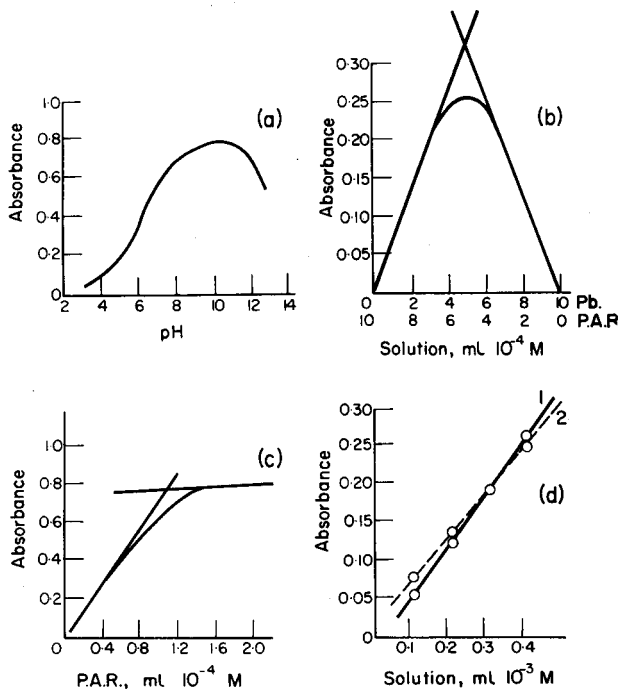 (a)
Absorbance
1·0
0·8
0·6
0·4
0·2
0
2 4 6 8 10 12 14
pH
(b)
Absorbance
0·30
0·25
0·20
0·15
0·10
0·05
0 2 4 6 8 10 Pb.
10 8 6 4 2 0 P.A.R
Solution, ml 10⁻⁴ M
(c)
Absorbance
1·0
0·8
0·6
0·4
0·2
0 0·4 1·2 2·0
P.A.R., ml 10⁻⁴ M
(d)
1
2
Absorbance
0·30
0·25
0·20
0·15
0·10
0·05
0
0·1 0·2 0·3 0·4
Solution, ml 10⁻³ M